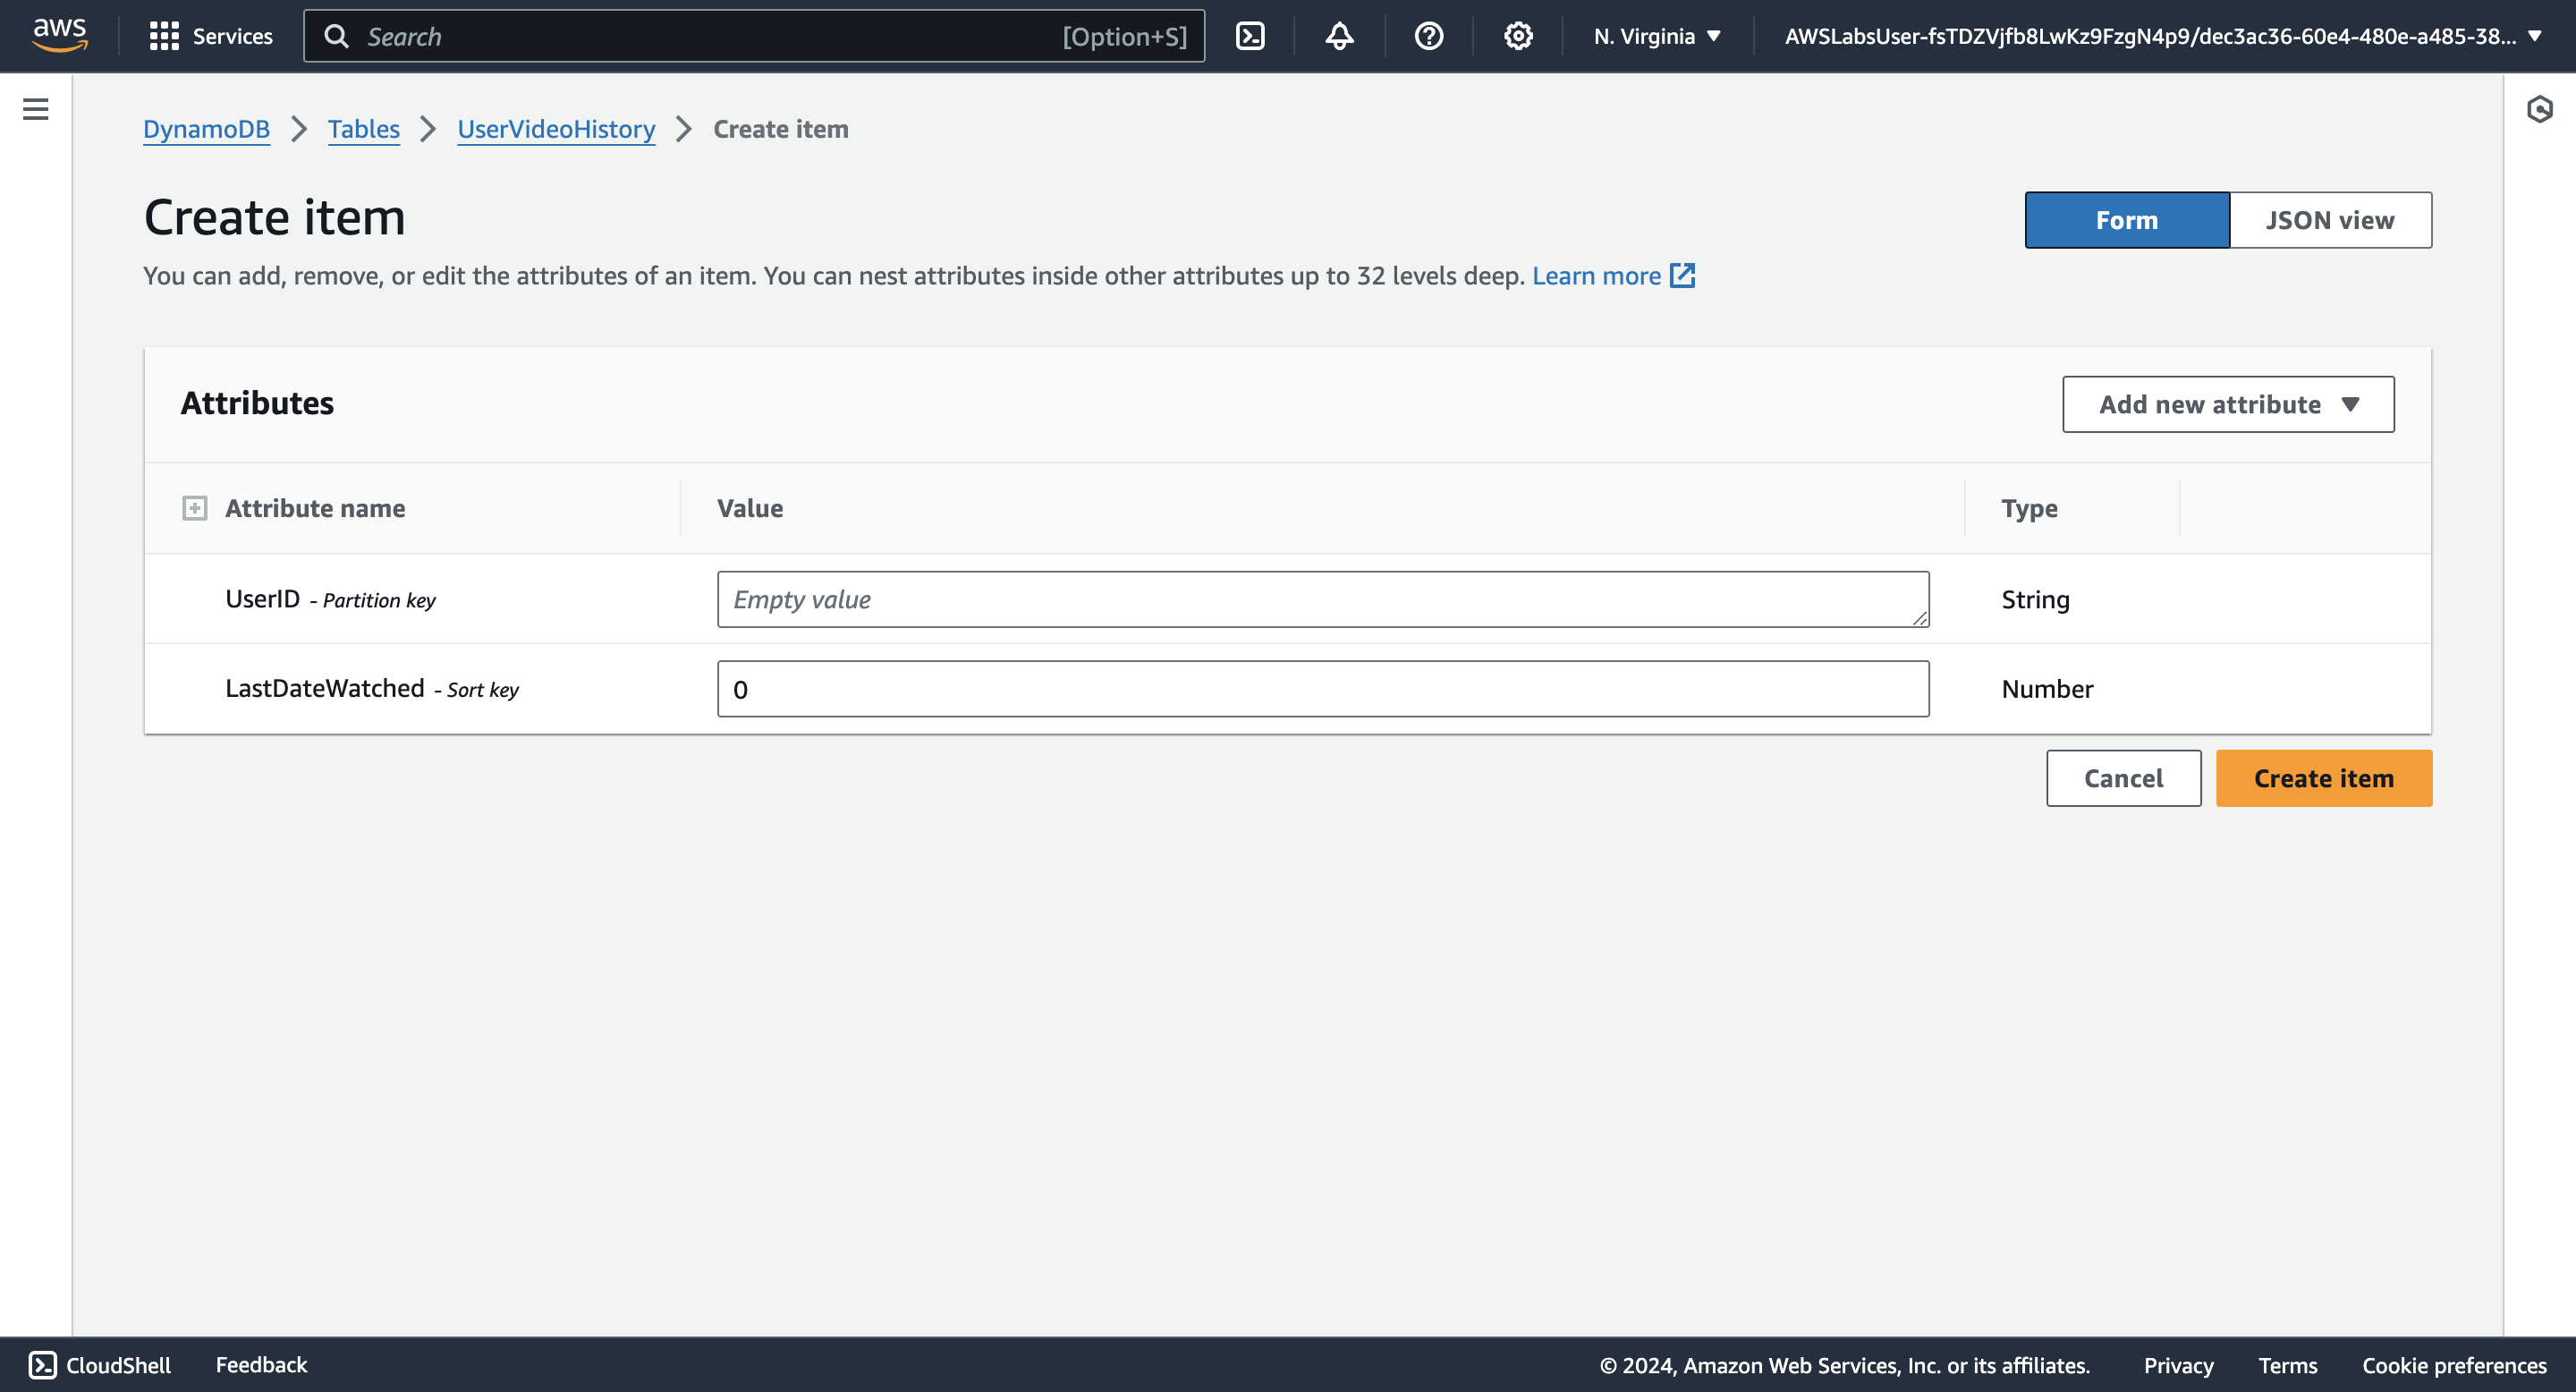 aws Services Search [Option+S] N. Virginia AWSLabsUser-fsTDZVjfb8LwKz9FzgN4p9/dec3ac36-60e4-480e-a485-38...
DynamoDB Tables UserVideoHistory Create item
Create item
Form JSON view
You can add, remove, or edit the attributes of an item. You can nest attributes inside other attributes up to 32 levels deep. Learn more
Attributes
Add new attribute
Attribute name Value Type
UserID - Partition key Empty value String
LastDateWatched - Sort key 0 Number
Cancel Create item
CloudShell Feedback © 2024, Amazon Web Services, Inc. or its affiliates. Privacy Terms Cookie preferences